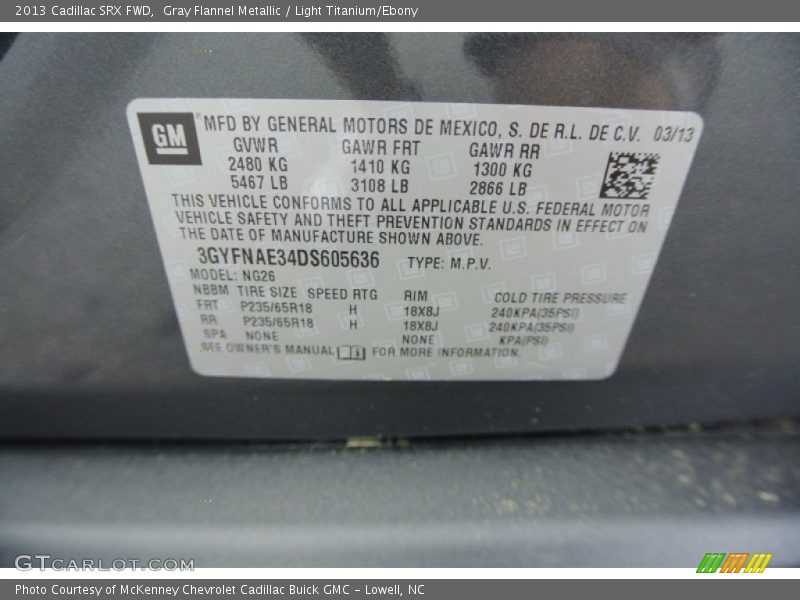 2013 Cadillac SRX FWD,  Gray Flannel Metallic / Light Titanium/Ebony
GM
® MFD BY GENERAL MOTORS DE MEXICO, S. DE R.L. DE C.V. 03/13
GVWR GAWR FRT GAWR RR
2480 KG 1410 KG 1300 KG
5467 LB 3108 LB 2866 LB
THIS VEHICLE CONFORMS TO ALL APPLICABLE U.S. FEDERAL MOTOR
VEHICLE SAFETY AND THEFT PREVENTION STANDARDS IN EFFECT ON
THE DATE OF MANUFACTURE SHOWN ABOVE.
3GYFNAE34DS605636 TYPE: M.P.V.
MODEL: NG26
NBBM TIRE SIZE SPEED RTG RIM COLD TIRE PRESSURE
FRT P235/65R18 H 18X8J 240KPA(35PSI)
RR P235/65R18 H 18X8J 240KPA(35PSI)
SPA NONE NONE KPA(PSI)
SEE OWNER'S MANUAL FOR MORE INFORMATION.
GTCARLOT.COM
Photo Courtesy of McKenney Chevrolet Cadillac Buick GMC - Lowell, NC